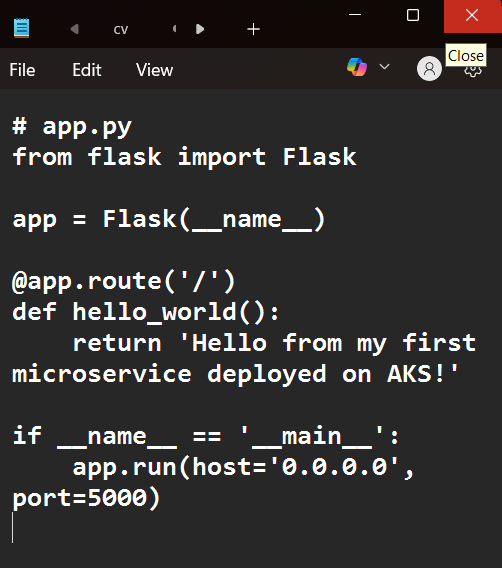 cv
Close
File Edit View
# app.py
from flask import Flask

app = Flask(__name__)

@app.route('/')
def hello_world():
    return 'Hello from my first
microservice deployed on AKS!'

if __name__ == '__main__':
    app.run(host='0.0.0.0',
port=5000)